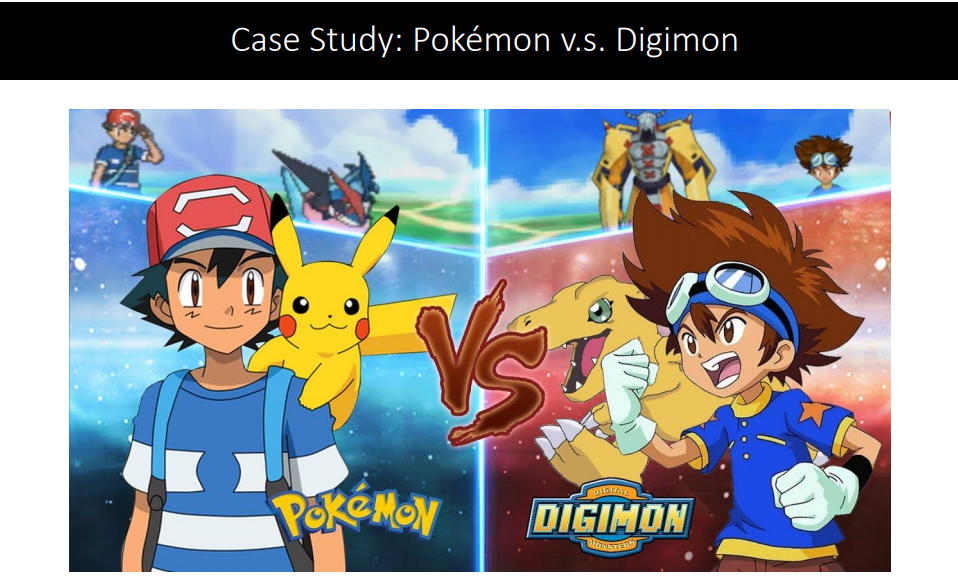 Case Study: Pokémon v.s. Digimon
VS
POKéMON
DIGITAL
DIGIMON
MONSTERS